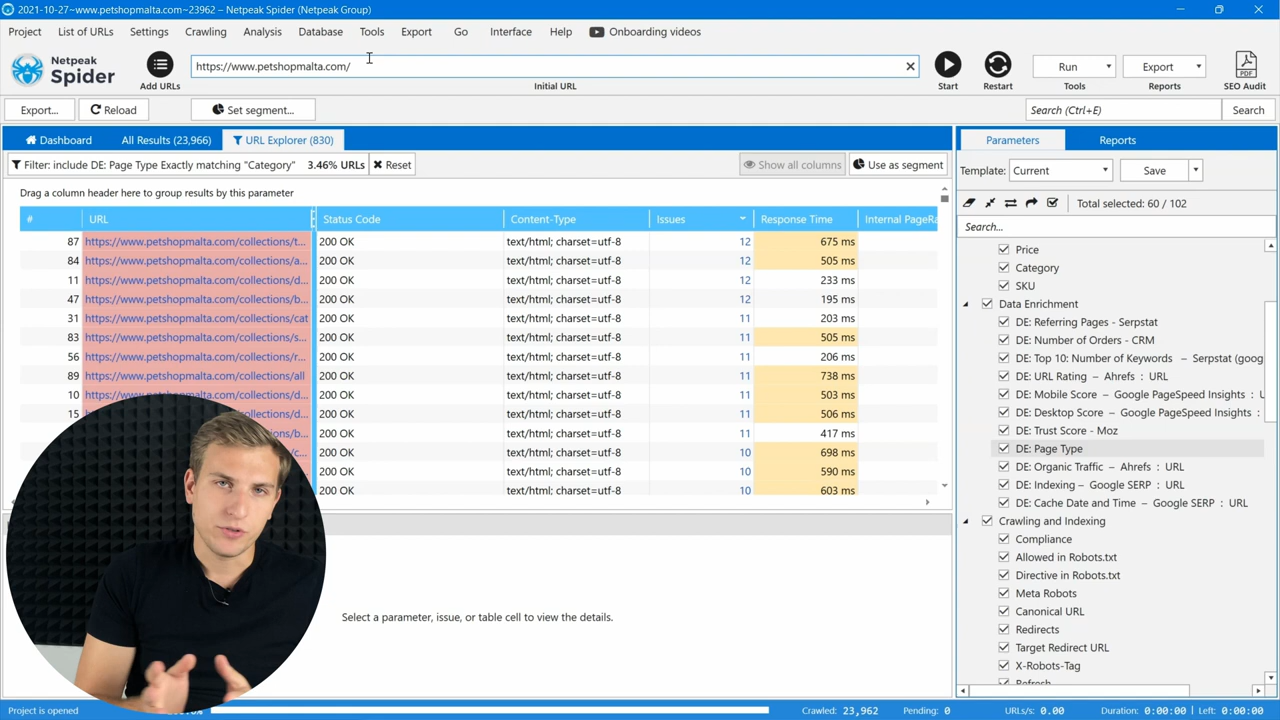 2021-10-27~www.petshopmalta.com~23962 – Netpeak Spider (Netpeak Group)
Project List of URLs Settings Crawling Analysis Database Tools Export Go Interface Help Onboarding videos
Netpeak Spider
Add URLs
https://www.petshopmalta.com/
Initial URL
Start
Restart
Run
Tools
Export
Reports
PDF
SEO Audit
Export... Reload Set segment... Search (Ctrl+E) Search
Dashboard All Results (23,966) URL Explorer (830)
Filter: include DE: Page Type Exactly matching "Category" 3.46% URLs Reset Show all columns Use as segment
Drag a column header here to group results by this parameter
# URL Status Code Content-Type Issues Response Time Internal PageRa
87 https://www.petshopmalta.com/collections/t... 200 OK text/html; charset=utf-8 12 675 ms
84 https://www.petshopmalta.com/collections/a... 200 OK text/html; charset=utf-8 12 505 ms
11 https://www.petshopmalta.com/collections/d... 200 OK text/html; charset=utf-8 12 233 ms
47 https://www.petshopmalta.com/collections/b... 200 OK text/html; charset=utf-8 12 195 ms
31 https://www.petshopmalta.com/collections/cat 200 OK text/html; charset=utf-8 11 203 ms
83 https://www.petshopmalta.com/collections/s... 200 OK text/html; charset=utf-8 11 505 ms
56 https://www.petshopmalta.com/collections/r... 200 OK text/html; charset=utf-8 11 206 ms
89 https://www.petshopmalta.com/collections/all 200 OK text/html; charset=utf-8 11 738 ms
10 https://www.petshopmalta.com/collections/d... 200 OK text/html; charset=utf-8 11 503 ms
15 200 OK text/html; charset=utf-8 11 506 ms
ons/b... 200 OK text/html; charset=utf-8 11 417 ms
/c... 200 OK text/html; charset=utf-8 10 698 ms
200 OK text/html; charset=utf-8 10 590 ms
200 OK text/html; charset=utf-8 10 603 ms
Select a parameter, issue, or table cell to view the details.
Parameters Reports
Template: Current Save
Total selected: 60 / 102
Search...
Price
Category
SKU
Data Enrichment
DE: Referring Pages - Serpstat
DE: Number of Orders - CRM
DE: Top 10: Number of Keywords – Serpstat (goog
DE: URL Rating – Ahrefs : URL
DE: Mobile Score – Google PageSpeed Insights : U
DE: Desktop Score – Google PageSpeed Insights :
DE: Trust Score - Moz
DE: Page Type
DE: Organic Traffic – Ahrefs : URL
DE: Indexing – Google SERP : URL
DE: Cache Date and Time – Google SERP : URL
Crawling and Indexing
Compliance
Allowed in Robots.txt
Directive in Robots.txt
Meta Robots
Canonical URL
Redirects
Target Redirect URL
X-Robots-Tag
Refresh
Project is opened Crawled: 23,962 Pending: 0 URLs/s: 0.00 Duration: 0:00:00 Left: 0:00:00